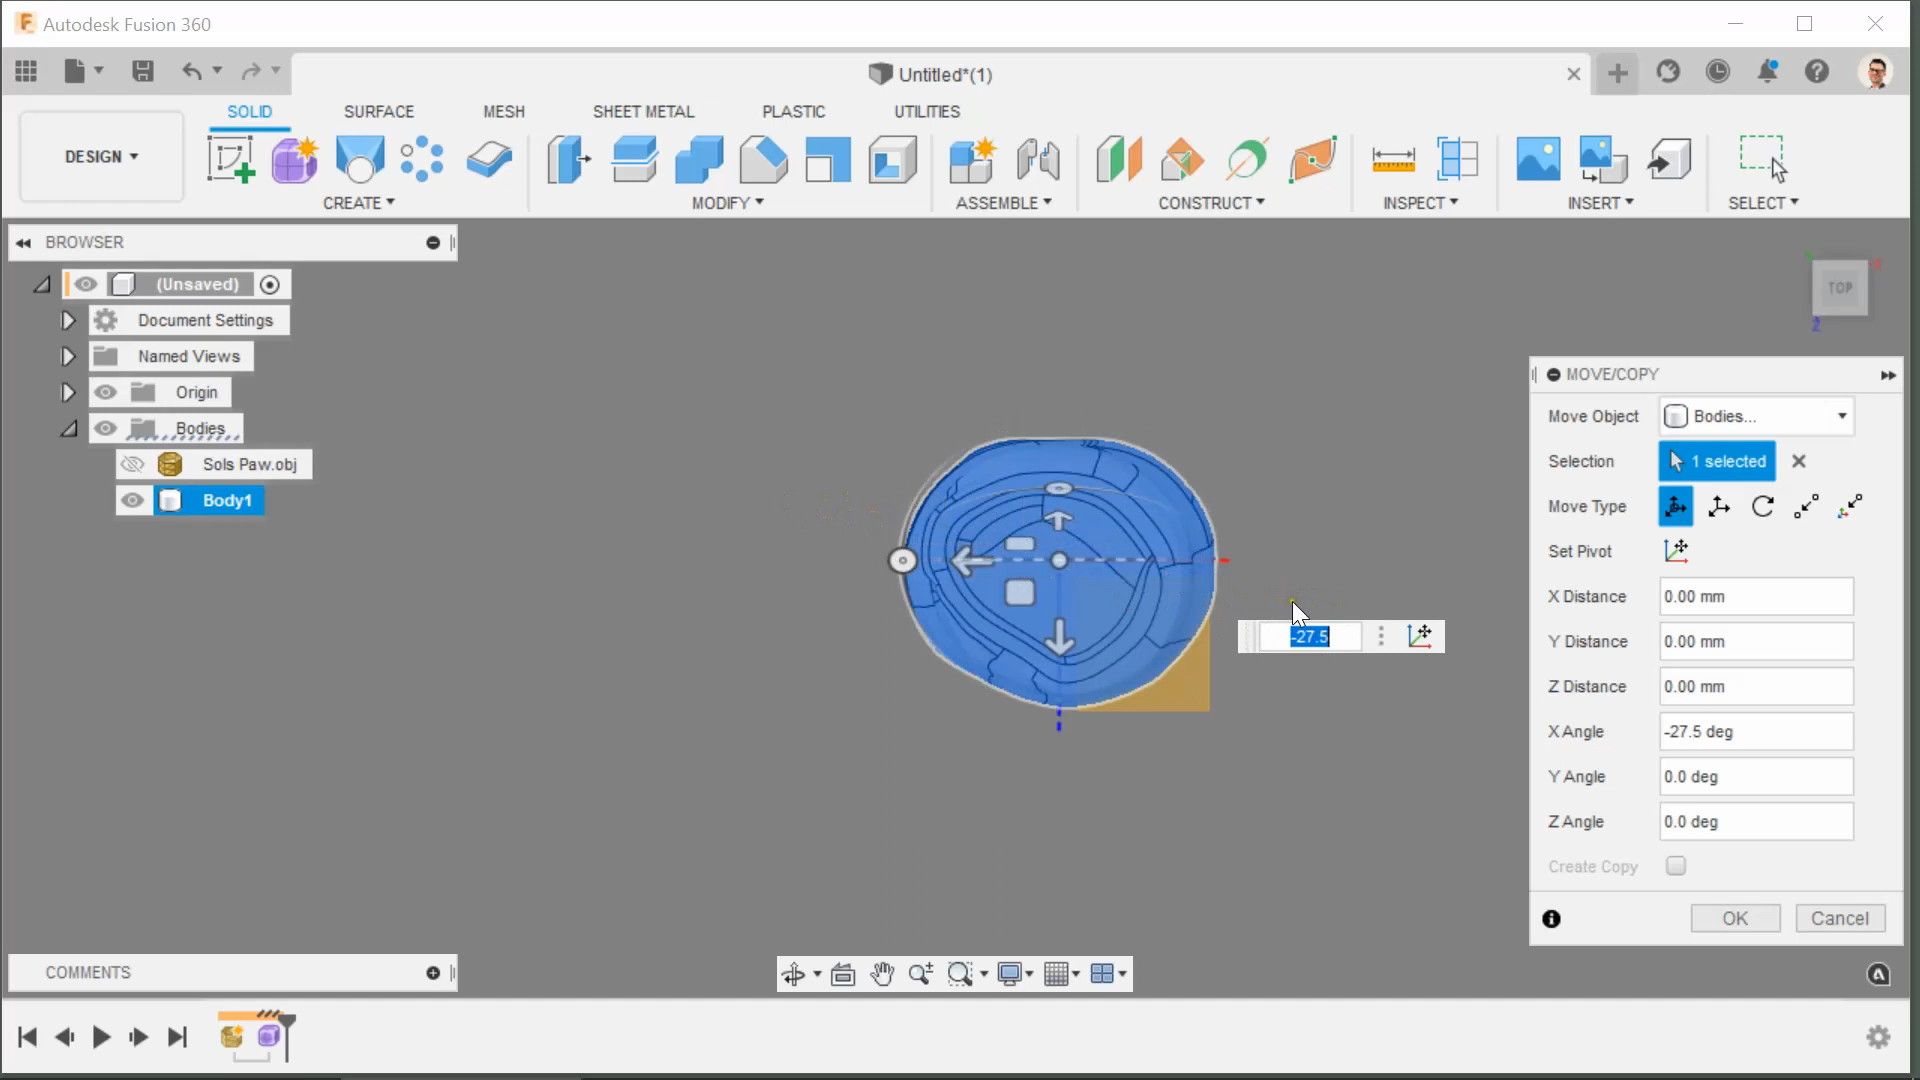 Autodesk Fusion 360
Untitled*(1)
SOLID SURFACE MESH SHEET METAL PLASTIC UTILITIES
DESIGN
CREATE MODIFY ASSEMBLE CONSTRUCT INSPECT INSERT SELECT
BROWSER
(Unsaved)
Document Settings
Named Views
Origin
Bodies
Sols Paw.obj
Body1
TOP
Z
-27.5
MOVE/COPY
Move Object Bodies...
Selection 1 selected
Move Type
Set Pivot
X Distance 0.00 mm
Y Distance 0.00 mm
Z Distance 0.00 mm
X Angle -27.5 deg
Y Angle 0.0 deg
Z Angle 0.0 deg
Create Copy
OK Cancel
COMMENTS